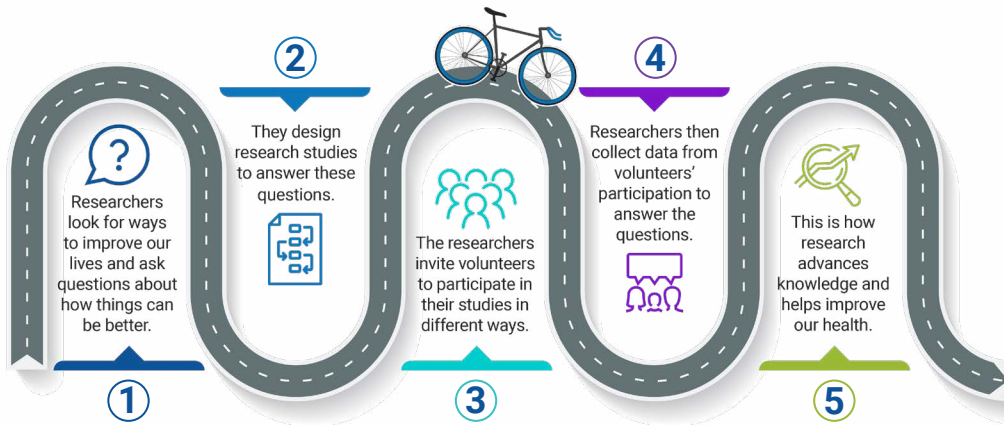 1
Researchers
look for ways
to improve our
lives and ask
questions about
how things can
be better.
2
They design
research studies
to answer these
questions.
3
The researchers
invite volunteers
to participate in
their studies in
different ways.
4
Researchers then
collect data from
volunteers’
participation to
answer the
questions.
5
This is how
research
advances
knowledge and
helps improve
our health.